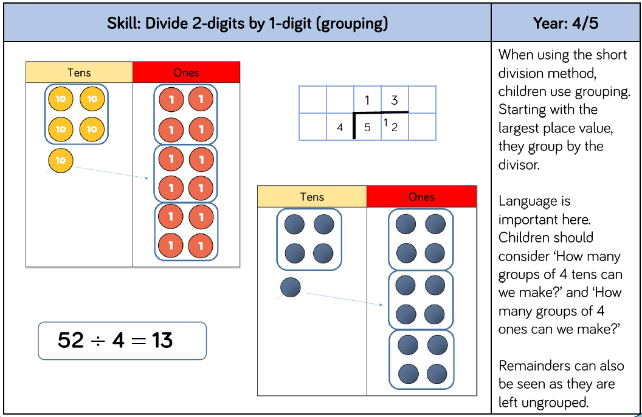 Skill: Divide 2-digits by 1-digit (grouping)
Year: 4/5
Tens Ones
10 10 1 1
10 10 1 1
10 1 1
1 1
1 1
1 1
1 3
4 5 1 2
Tens Ones
52 ÷ 4 = 13
When using the short
division method,
children use grouping.
Starting with the
largest place value,
they group by the
divisor.
Language is
important here.
Children should
consider ‘How many
groups of 4 tens can
we make?’ and ‘How
many groups of 4
ones can we make?’
Remainders can also
be seen as they are
left ungrouped.